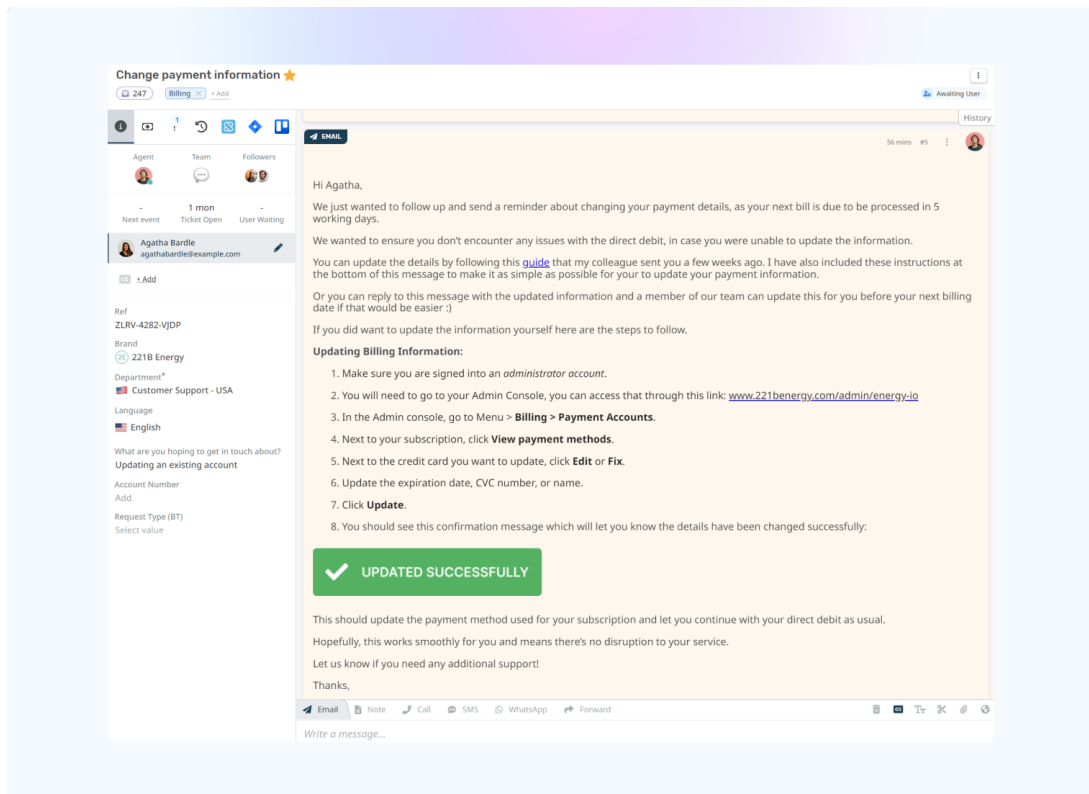 Change payment information
247
Billing
+ Add
Awaiting User
History
1
Agent
Team
Followers
-
1 mon
-
Next event
Ticket Open
User Waiting
Agatha Bardle
agathabardle@example.com
CC
+ Add
Ref
ZLRV-4282-VJDP
Brand
2E
221B Energy
Department*
Customer Support - USA
Language
English
What are you hoping to get in touch about?
Updating an existing account
Account Number
Add
Request Type (BT)
Select value
EMAIL
56 mins
#5
Hi Agatha,
We just wanted to follow up and send a reminder about changing your payment details, as your next bill is due to be processed in 5
working days.
We wanted to ensure you don’t encounter any issues with the direct debit, in case you were unable to update the information.
You can update the details by following this guide that my colleague sent you a few weeks ago. I have also included these instructions at
the bottom of this message to make it as simple as possible for your to update your payment information.
Or you can reply to this message with the updated information and a member of our team can update this for you before your next billing
date if that would be easier :)
If you did want to update the information yourself here are the steps to follow.
Updating Billing Information:
1. Make sure you are signed into an administrator account.
2. You will need to go to your Admin Console, you can access that through this link: www.221benergy.com/admin/energy-io
3. In the Admin console, go to Menu > Billing > Payment Accounts.
4. Next to your subscription, click View payment methods.
5. Next to the credit card you want to update, click Edit or Fix.
6. Update the expiration date, CVC number, or name.
7. Click Update.
8. You should see this confirmation message which will let you know the details have been changed successfully:
UPDATED SUCCESSFULLY
This should update the payment method used for your subscription and let you continue with your direct debit as usual.
Hopefully, this works smoothly for you and means there’s no disruption to your service.
Let us know if you need any additional support!
Thanks,
Email
Note
Call
SMS
WhatsApp
Forward
CC
TT
Write a message...